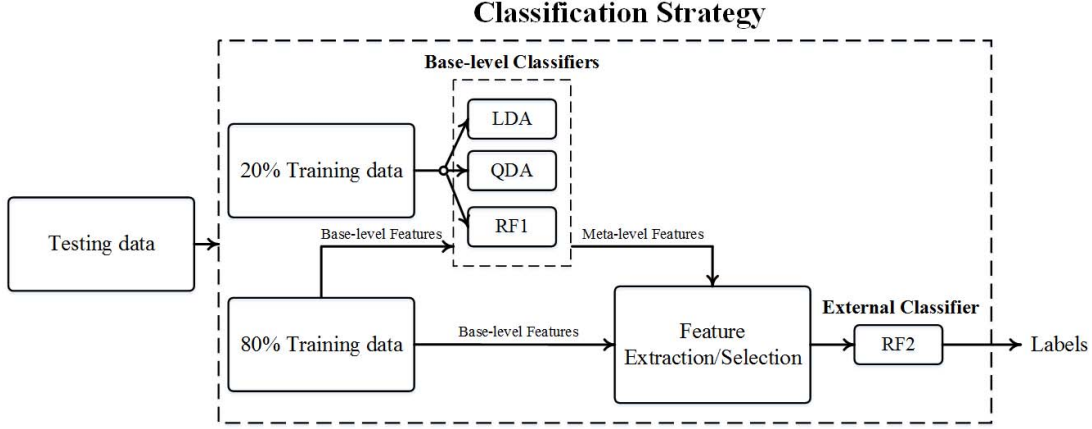 Classification Strategy
Base-level Classifiers
LDA
20% Training data
QDA
RF1
Testing data
Base-level Features
Meta-level Features
80% Training data
Base-level Features
Feature
Extraction/Selection
External Classifier
RF2
Labels